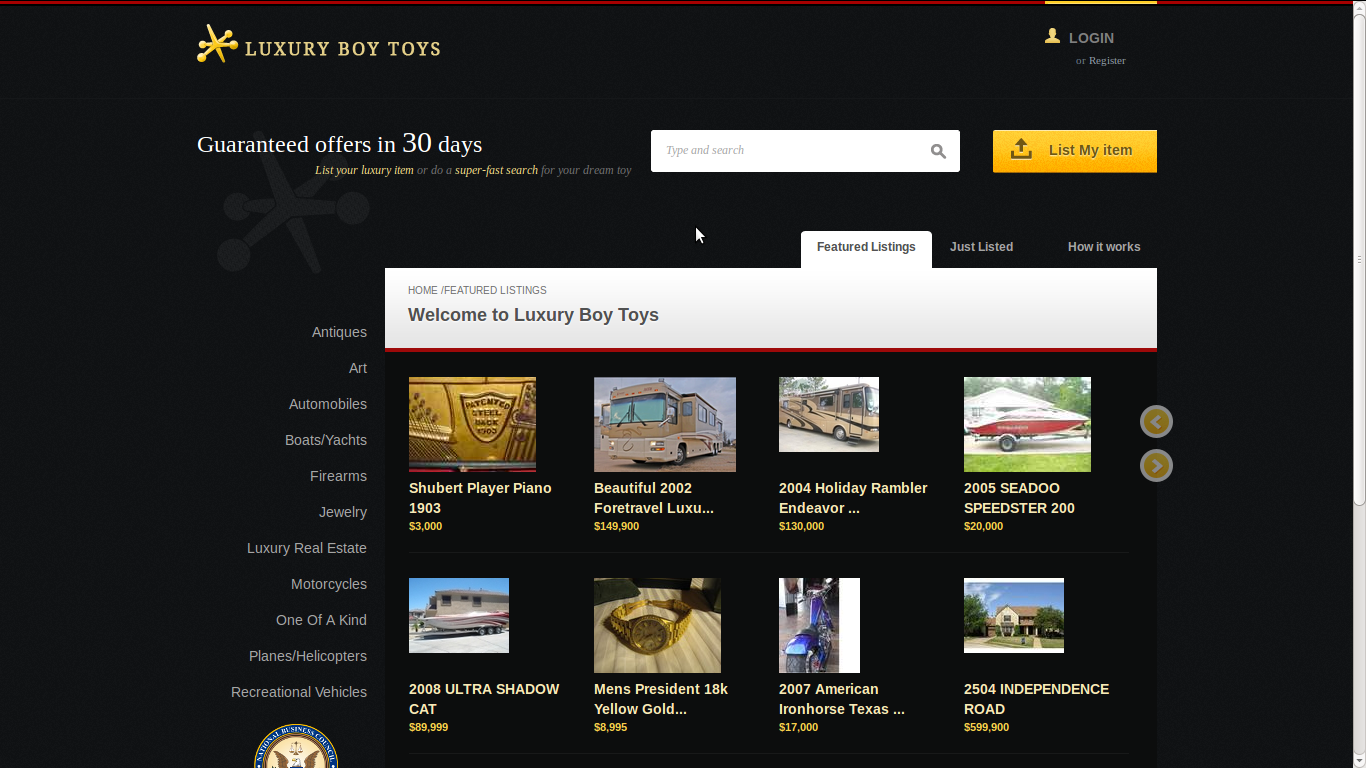 LUXURY BOY TOYS
LOGIN
or Register
Guaranteed offers in 30 days
List your luxury item or do a super-fast search for your dream toy
Type and search
List My item
Featured Listings
Just Listed
How it works
HOME /FEATURED LISTINGS
Welcome to Luxury Boy Toys
Antiques
Art
Automobiles
Boats/Yachts
Firearms
Jewelry
Luxury Real Estate
Motorcycles
One Of A Kind
Planes/Helicopters
Recreational Vehicles
NATIONAL BUSINESS COUNCIL
PATENTED
STEEL
BACK
1903
Shubert Player Piano
1903
$3,000
Beautiful 2002
Foretravel Luxu...
$149,900
2004 Holiday Rambler
Endeavor ...
$130,000
2005 SEADOO
SPEEDSTER 200
$20,000
2008 ULTRA SHADOW
CAT
$89,999
Mens President 18k
Yellow Gold...
$8,995
2007 American
Ironhorse Texas ...
$17,000
2504 INDEPENDENCE
ROAD
$599,900